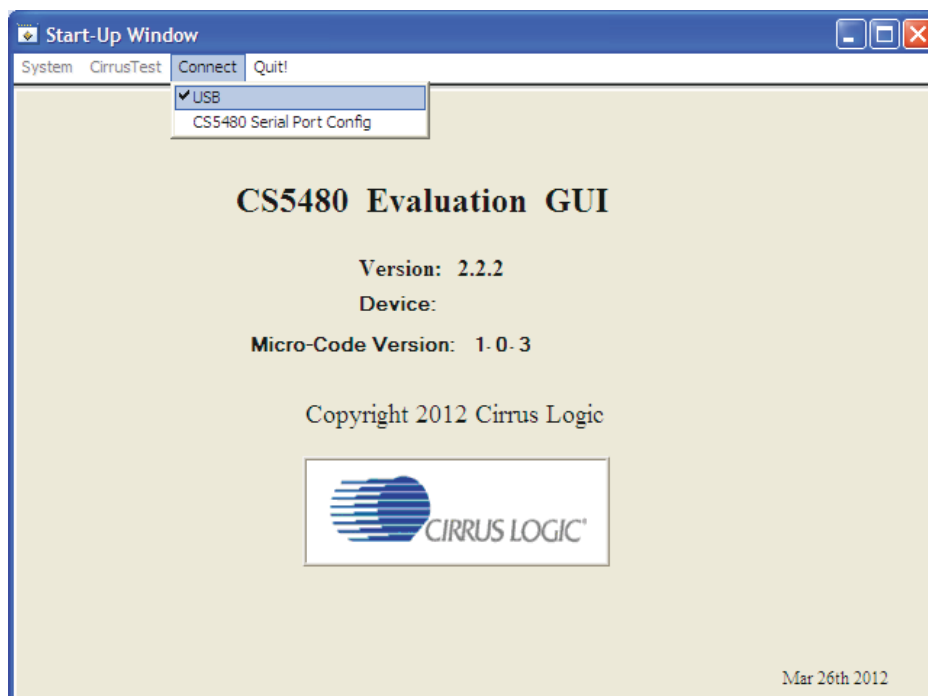 Start-Up Window
System CirrusTest Connect Quit!
USB
CS5480 Serial Port Config
CS5480 Evaluation GUI
Version: 2.2.2
Device:
Micro-Code Version: 1.0.3
Copyright 2012 Cirrus Logic
CIRRUS LOGIC®
Mar 26th 2012